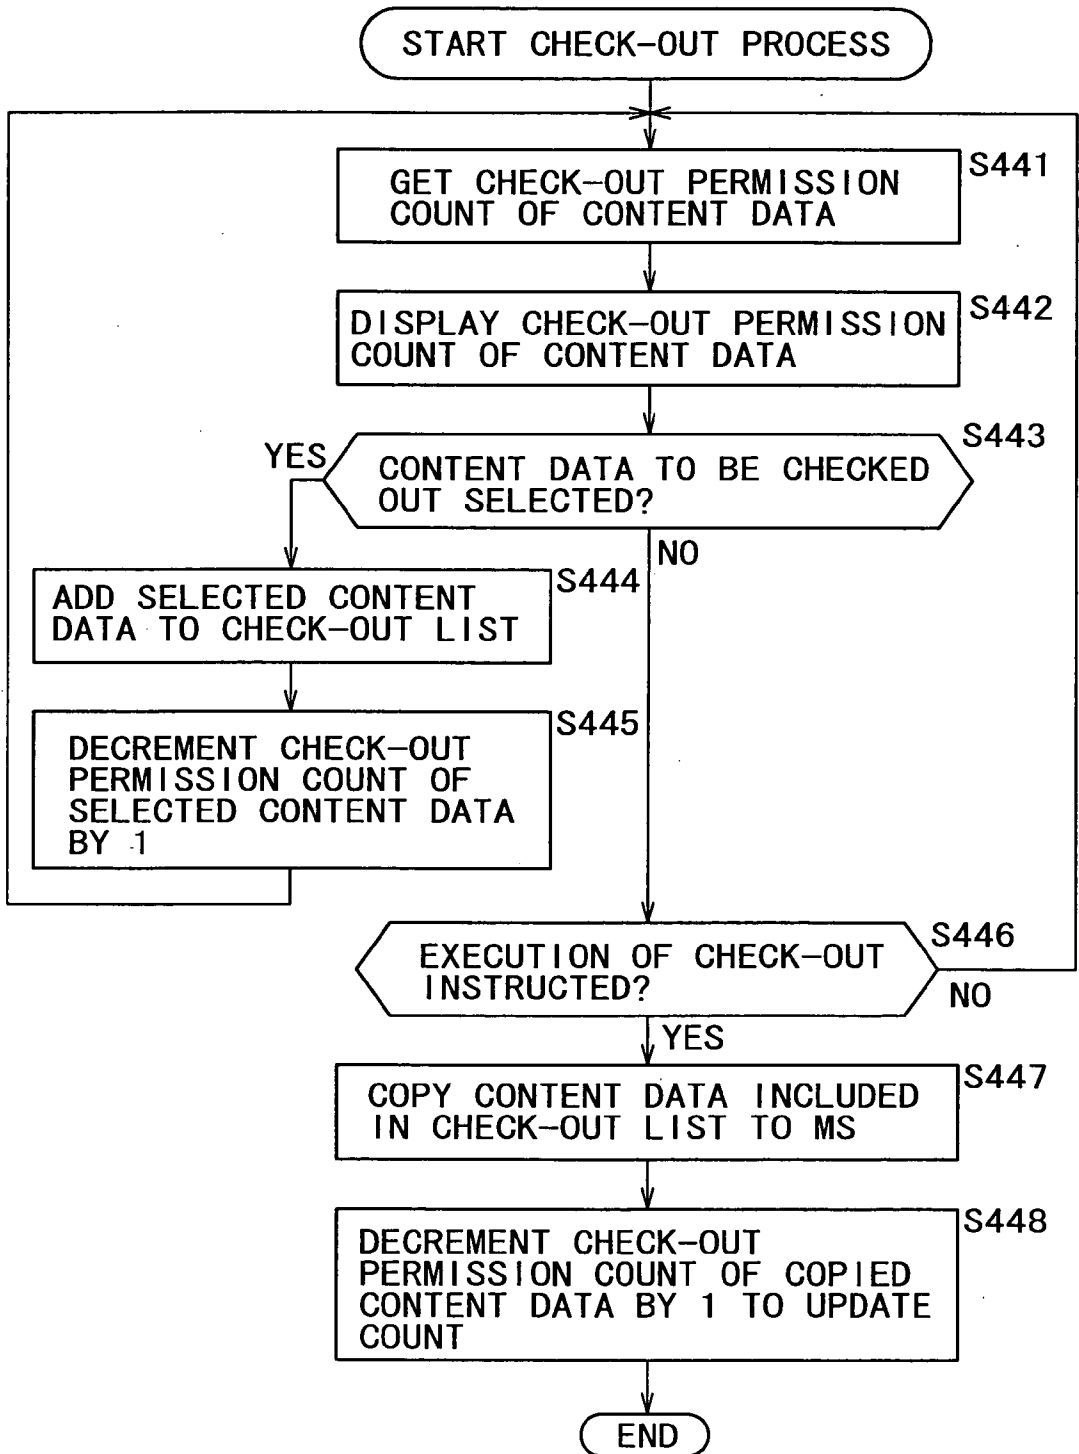 START CHECK-OUT PROCESS
S441
GET CHECK-OUT PERMISSION
COUNT OF CONTENT DATA
S442
DISPLAY CHECK-OUT PERMISSION
COUNT OF CONTENT DATA
S443
YES
CONTENT DATA TO BE CHECKED
OUT SELECTED?
NO
S444
ADD SELECTED CONTENT
DATA TO CHECK-OUT LIST
S445
DECREMENT CHECK-OUT
PERMISSION COUNT OF
SELECTED CONTENT DATA
BY 1
S446
EXECUTION OF CHECK-OUT
INSTRUCTED?
NO
YES
S447
COPY CONTENT DATA INCLUDED
IN CHECK-OUT LIST TO MS
S448
DECREMENT CHECK-OUT
PERMISSION COUNT OF COPIED
CONTENT DATA BY 1 TO UPDATE
COUNT
END